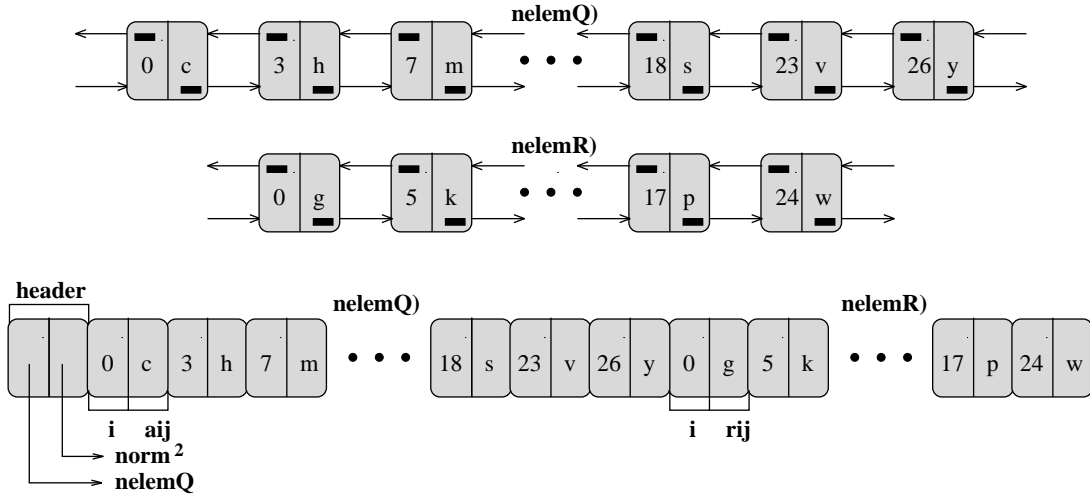 nelemQ)
0 c 3 h 7 m • • • 18 s 23 v 26 y
nelemR)
0 g 5 k • • • 17 p 24 w
header nelemQ) nelemR)
0 c 3 h 7 m • • • 18 s 23 v 26 y 0 g 5 k • • • 17 p 24 w
i aij i rij
norm 2
nelemQ